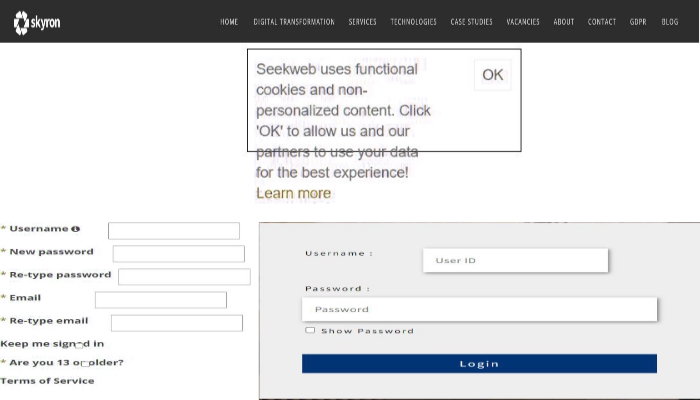 skyron
HOME DIGITAL TRANSFORMATION SERVICES TECHNOLOGIES CASE STUDIES VACANCIES ABOUT CONTACT GDPR BLOG
Seekweb uses functional
cookies and non-
personalized content. Click
'OK' to allow us and our
partners to use your data
for the best experience!
Learn more
OK
* Username
* New password
* Re-type password
* Email
* Re-type email
Keep me signed in
* Are you 13 or older?
Terms of Service
Username :
User ID
Password :
Password
Show Password
Login